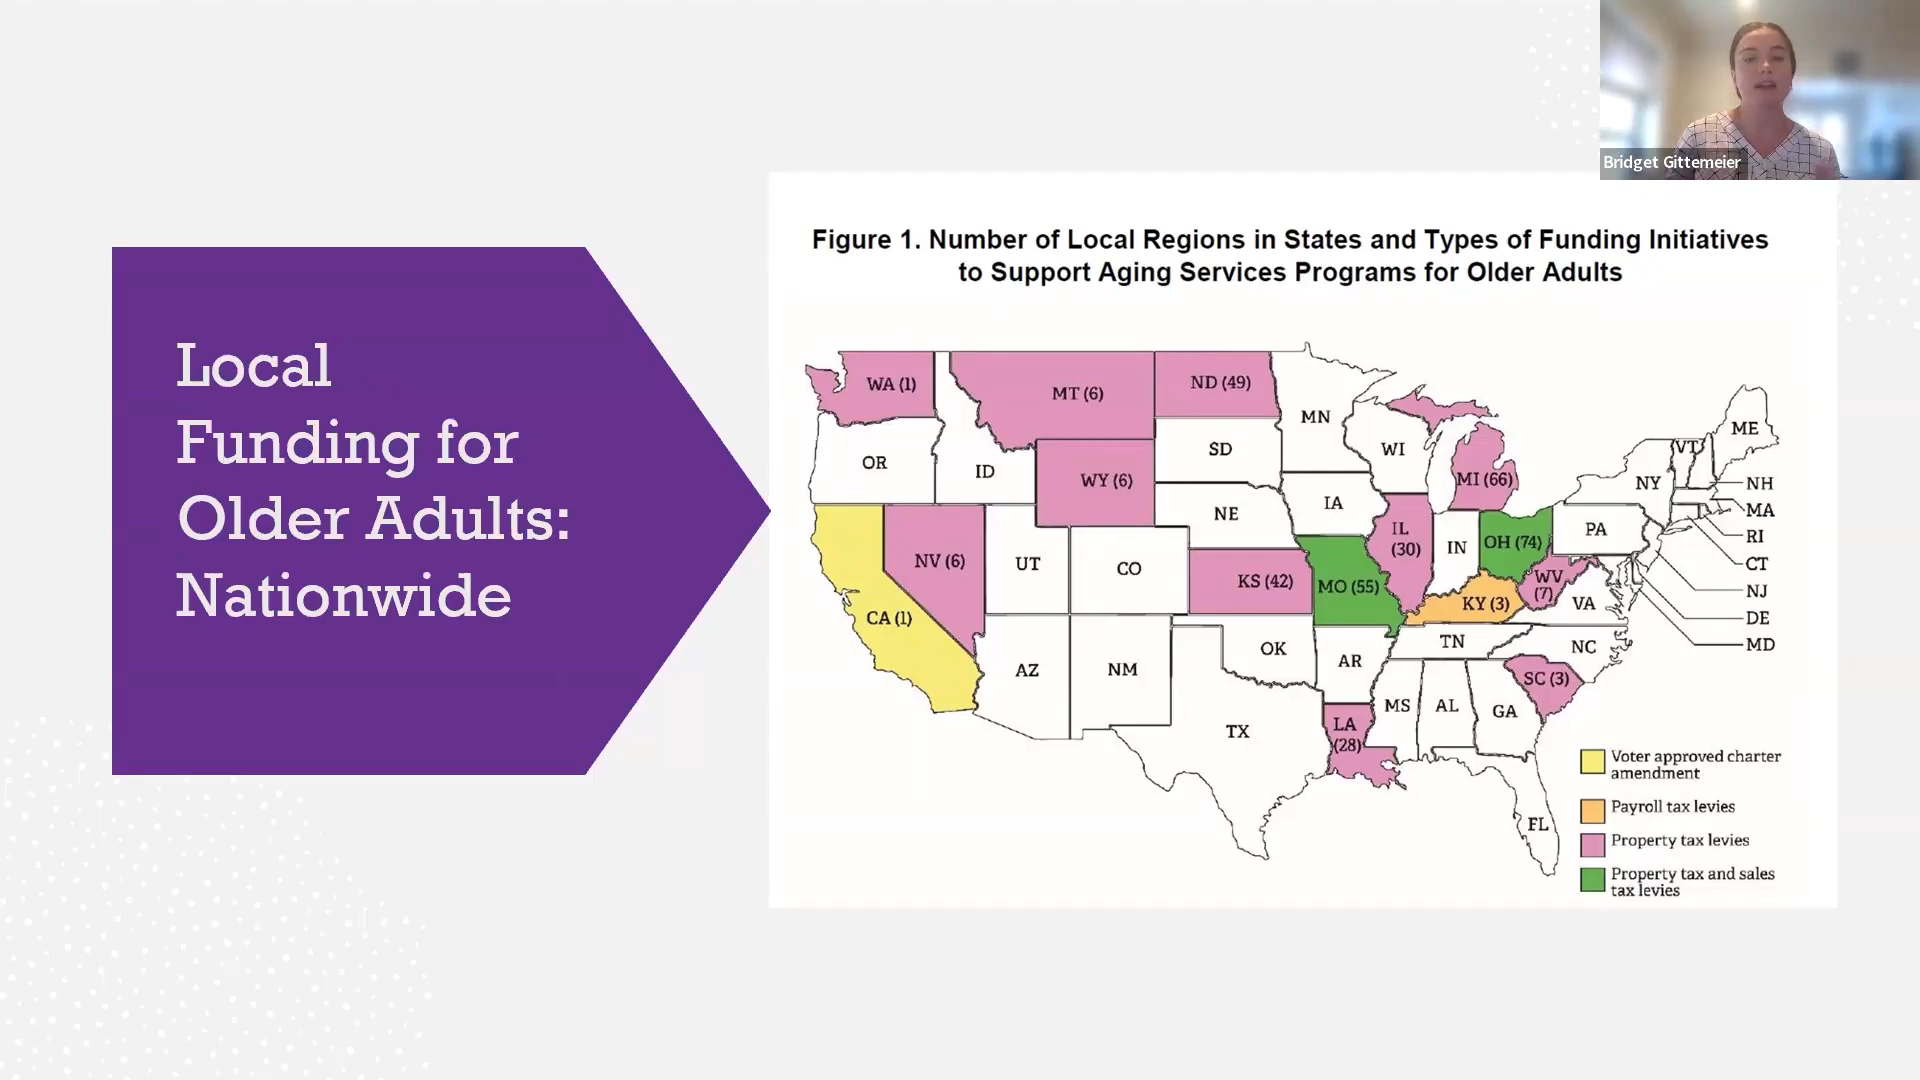 Bridget Gittemeier
Local
Funding for
Older Adults:
Nationwide
Figure 1. Number of Local Regions in States and Types of Funding Initiatives
to Support Aging Services Programs for Older Adults
WA (1)
MT (6)
ND (49)
MN
OR
ID
WY (6)
SD
WI
MI (66)
NY
VT
ME
NH
MA
RI
CT
NJ
DE
MD
NV (6)
UT
CO
NE
IA
IL
(30)
IN
OH (74)
PA
CA (1)
KS (42)
MO (55)
KY (3)
WV
(7)
VA
AZ
NM
OK
AR
TN
NC
SC (3)
TX
LA
(28)
MS
AL
GA
FL
Voter approved charter
amendment
Payroll tax levies
Property tax levies
Property tax and sales
tax levies